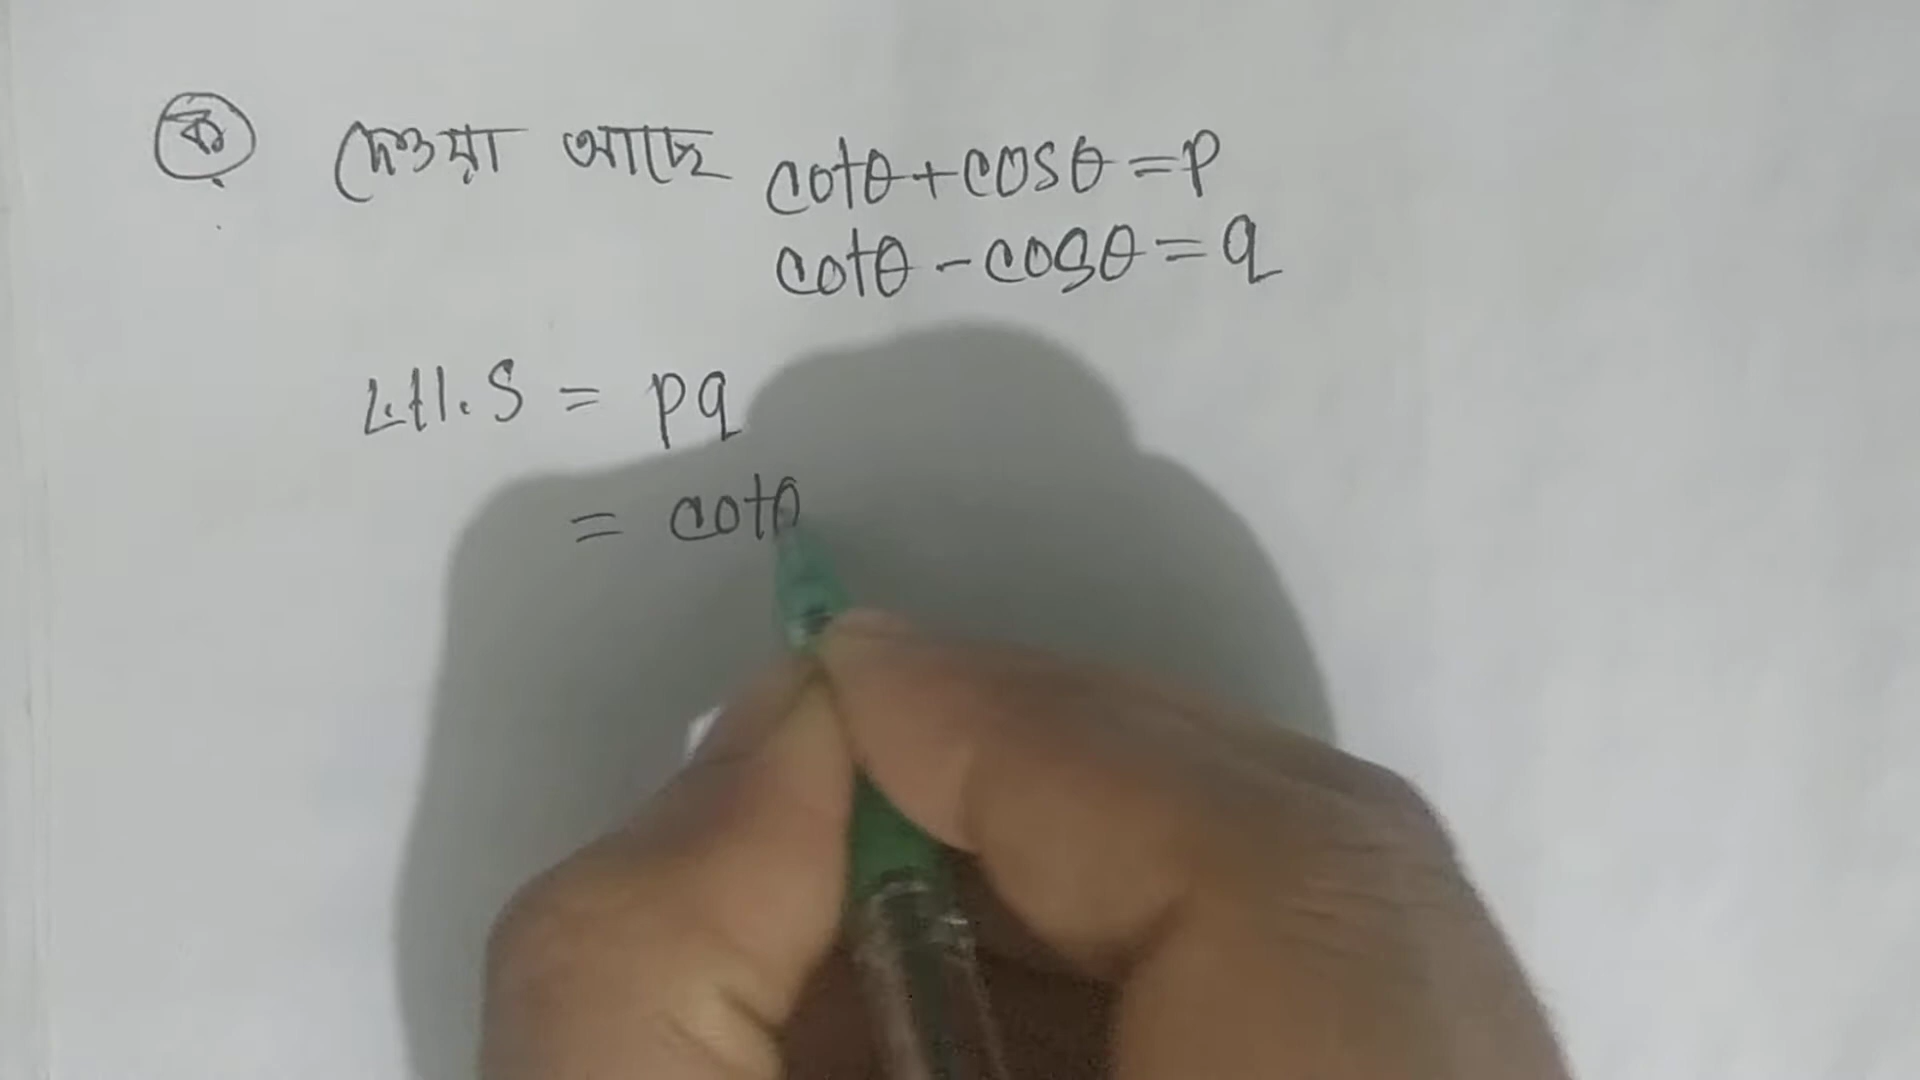 ক দেওয়া আছে cotθ+cosθ=p
cotθ-cosθ=q
L.H.S = pq
= cotθ